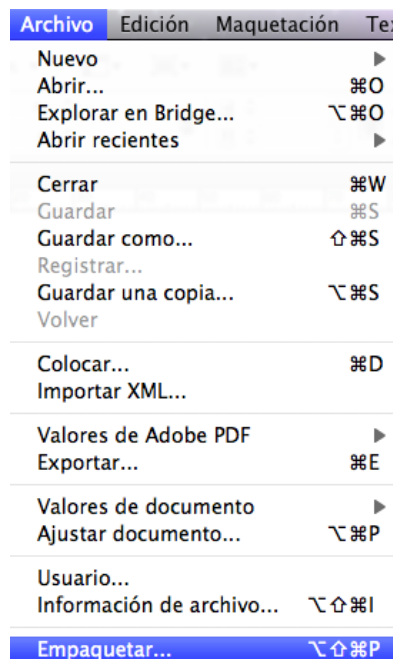 Archivo Edición Maquetación Te
Nuevo ▶
Abrir... ⌘O
Explorar en Bridge... ⌥⌘O
Abrir recientes ▶
Cerrar ⌘W
Guardar ⌘S
Guardar como... ⇧⌘S
Registrar...
Guardar una copia... ⌥⌘S
Volver
Colocar... ⌘D
Importar XML...
Valores de Adobe PDF ▶
Exportar... ⌘E
Valores de documento ▶
Ajustar documento... ⌥⌘P
Usuario...
Información de archivo... ⌥⇧⌘I
Empaquetar... ⌥⇧⌘P